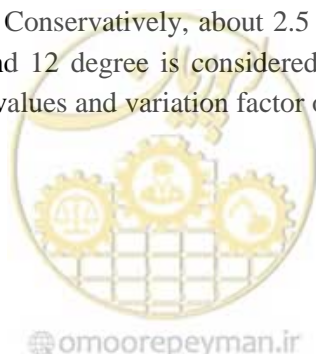 Conservatively, about 2.5
nd 12 degree is considered
values and variation factor o
omoorepeyman.ir